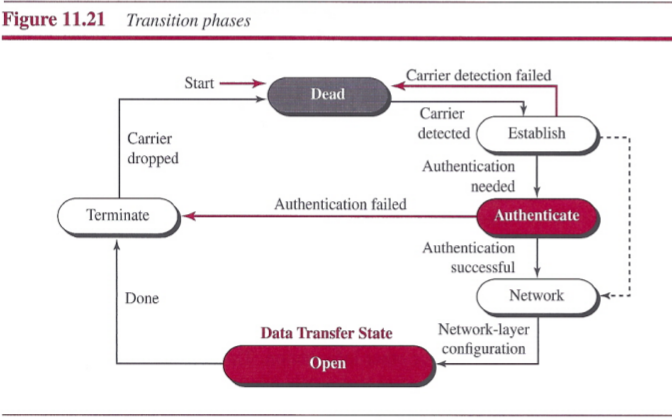 Figure 11.21 Transition phases
Start
Carrier detection failed
Dead
Carrier
detected
Establish
Carrier
dropped
Authentication
needed
Terminate
Authentication failed
Authenticate
Authentication
successful
Done
Network
Data Transfer State
Network-layer
configuration
Open